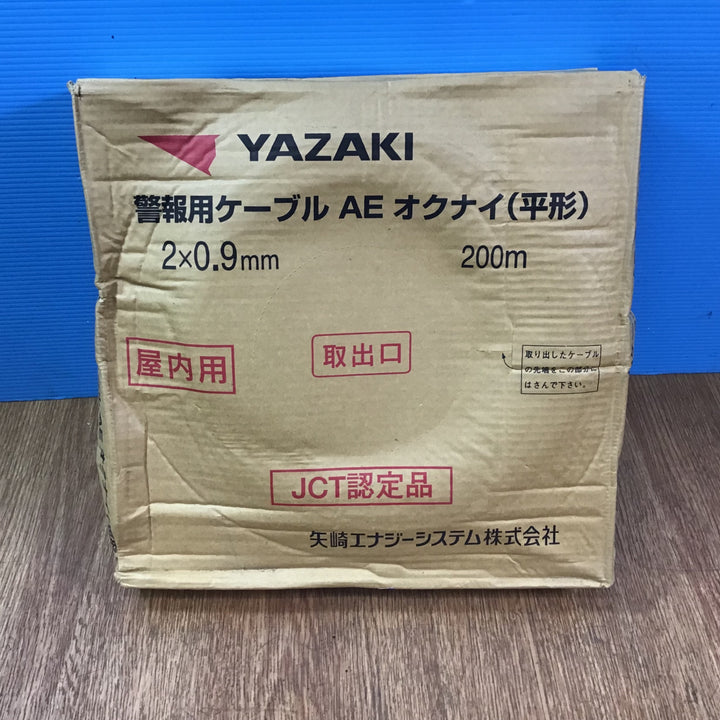 YAZAKI
警報用ケーブル AE オクナイ(平形)
2×0.9mm 200m
屋内用
取出口
取り出したケーブル
の先端をこの部分に
はさんで下さい。
JCT認定品
矢崎エナジーシステム株式会社